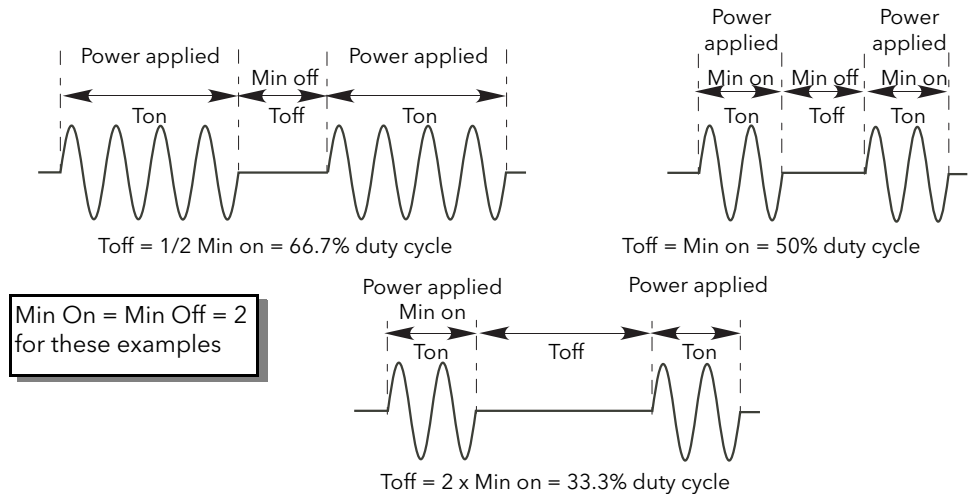 Power applied
Min off
Power applied
Ton
Toff
Ton
Toff = 1/2 Min on = 66.7% duty cycle
Power
applied
Power
applied
Min on
Min off
Min on
Ton
Toff
Ton
Toff = Min on = 50% duty cycle
Min On = Min Off = 2
for these examples
Power applied
Min on
Power applied
Ton
Toff
Ton
Toff = 2 x Min on = 33.3% duty cycle